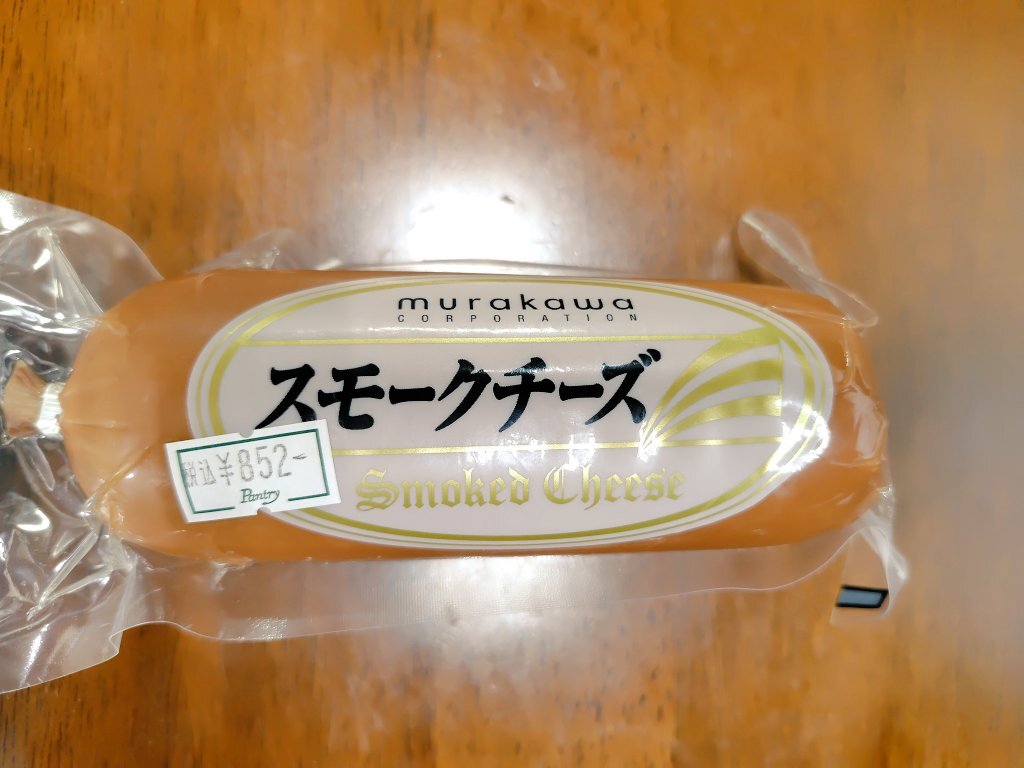 murakawa
CORPORATION
スモークチーズ
税込¥852-
Pantry
Smoked Cheese